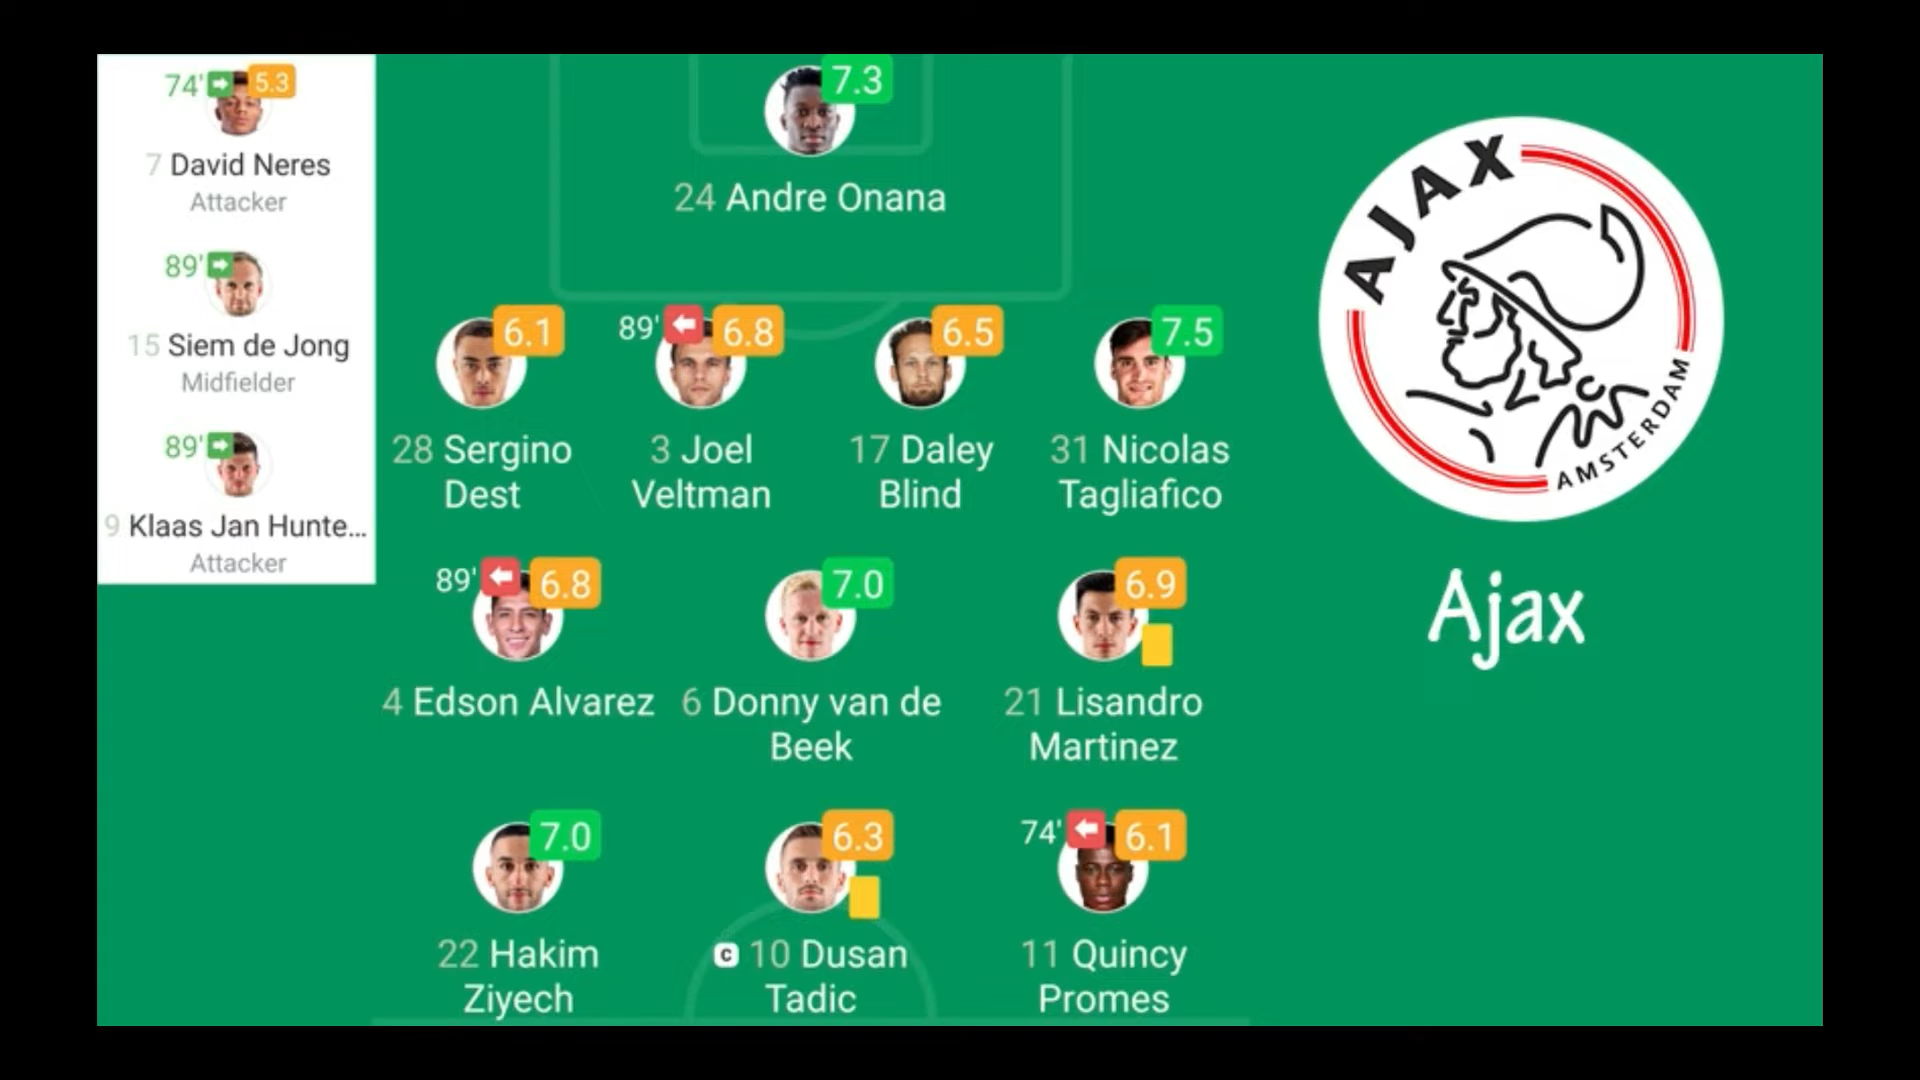 74' 5.3
7 David Neres
Attacker
89'
15 Siem de Jong
Midfielder
89'
9 Klaas Jan Hunte...
Attacker
7.3
24 Andre Onana
6.1
28 Sergino
Dest
89' 6.8
3 Joel
Veltman
6.5
17 Daley
Blind
7.5
31 Nicolas
Tagliafico
89' 6.8
4 Edson Alvarez
7.0
6 Donny van de
Beek
6.9
21 Lisandro
Martinez
7.0
22 Hakim
Ziyech
6.3
C 10 Dusan
Tadic
74' 6.1
11 Quincy
Promes
AJAX
AMSTERDAM
Ajax